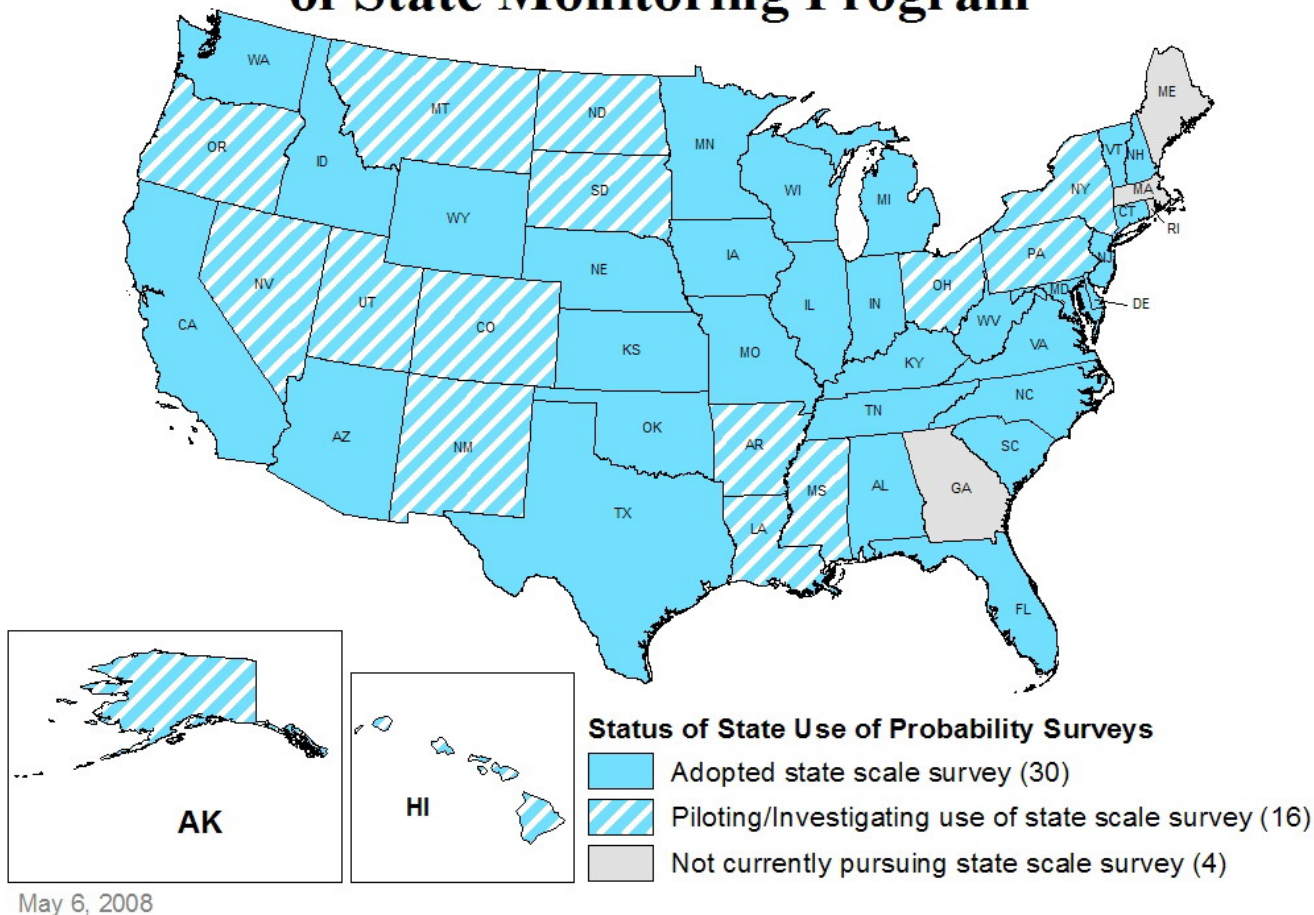 of State Monitoring Program
WA
MT
ND
MN
ME
OR
ID
SD
WI
MI
VT
NH
NY
MA
CT
RI
WY
IA
NE
PA
NJ
NV
UT
CO
IL
IN
OH
MD
DE
WV
CA
KS
MO
KY
VA
NC
AZ
NM
OK
AR
TN
SC
TX
LA
MS
AL
GA
FL
AK
HI
Status of State Use of Probability Surveys
Adopted state scale survey (30)
Piloting/Investigating use of state scale survey (16)
Not currently pursuing state scale survey (4)
May 6, 2008